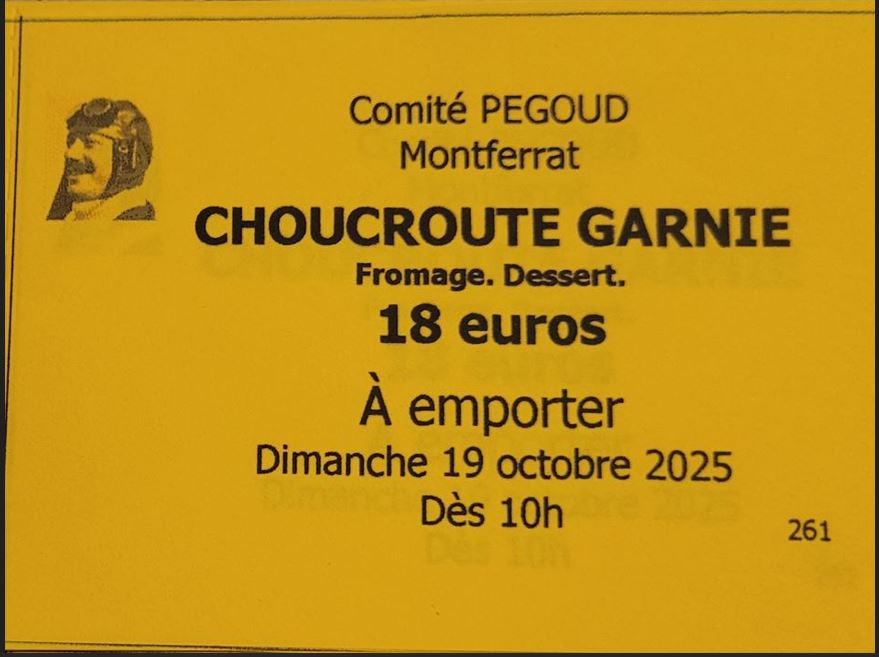 Comité PEGOUD
Montferrat
CHOUCROUTE GARNIE
Fromage. Dessert.
18 euros
À emporter
Dimanche 19 octobre 2025
Dès 10h
261